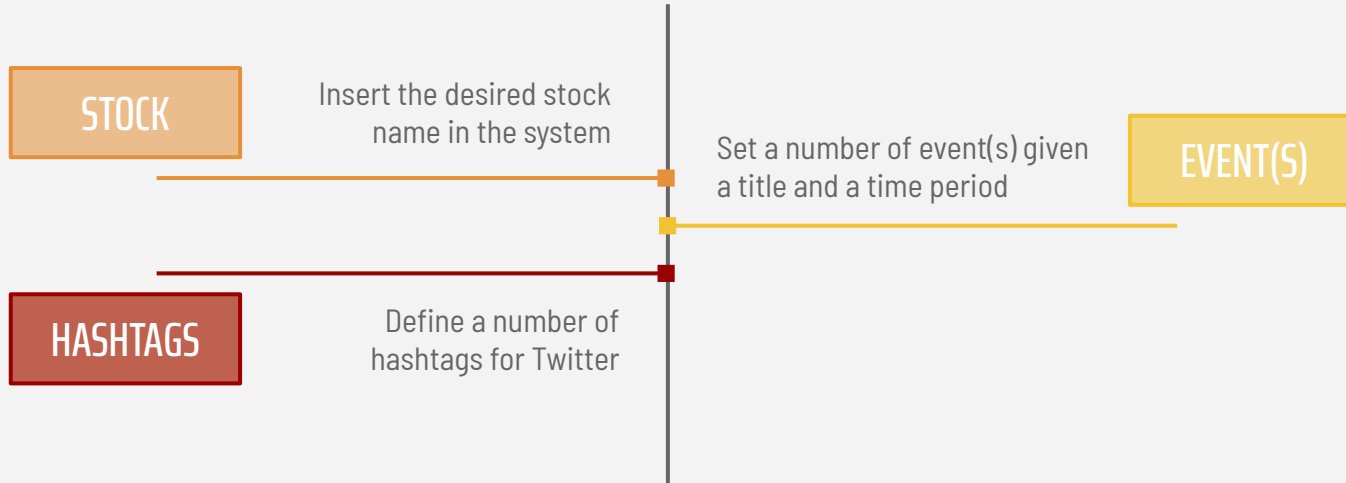 STOCK
Insert the desired stock
name in the system
Set a number of event(s) given
a title and a time period
EVENT(S)
HASHTAGS
Define a number of
hashtags for Twitter